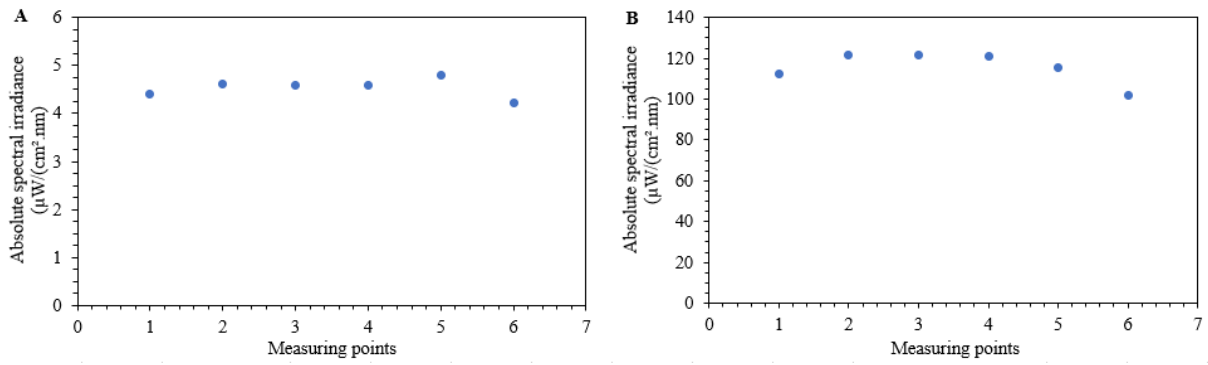 A
Absolute spectral irradiance
(µW/(cm².nm)
6
5
4
3
2
1
0
0 1 2 3 4 5 6 7
Measuring points
B
Absolute spectral irradiance
(µW/(cm².nm)
140
120
100
80
60
40
20
0
0 1 2 3 4 5 6 7
Measuring points